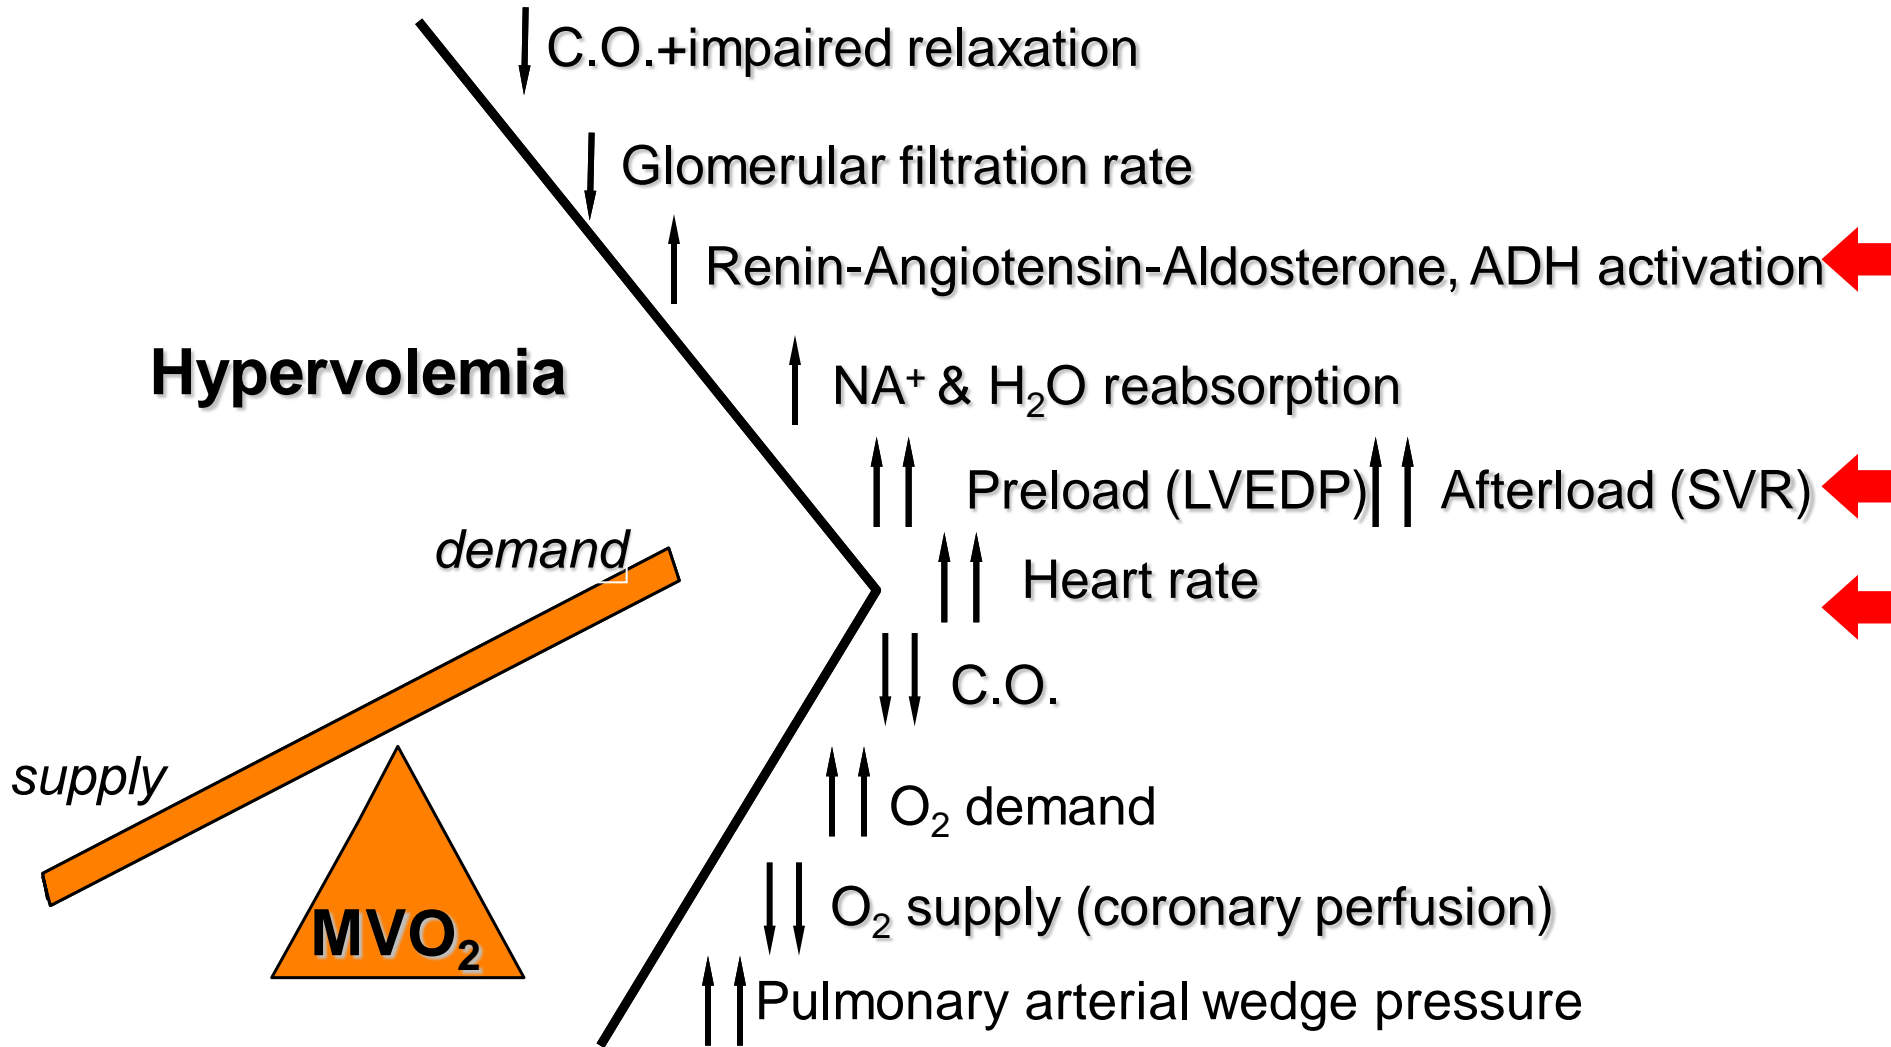 C.O.+impaired relaxation
Glomerular filtration rate
Renin-Angiotensin-Aldosterone, ADH activation
Hypervolemia
NA⁺ & H₂O reabsorption
Preload (LVEDP) Afterload (SVR)
demand
Heart rate
C.O.
supply
O₂ demand
O₂ supply (coronary perfusion)
MVO₂
Pulmonary arterial wedge pressure